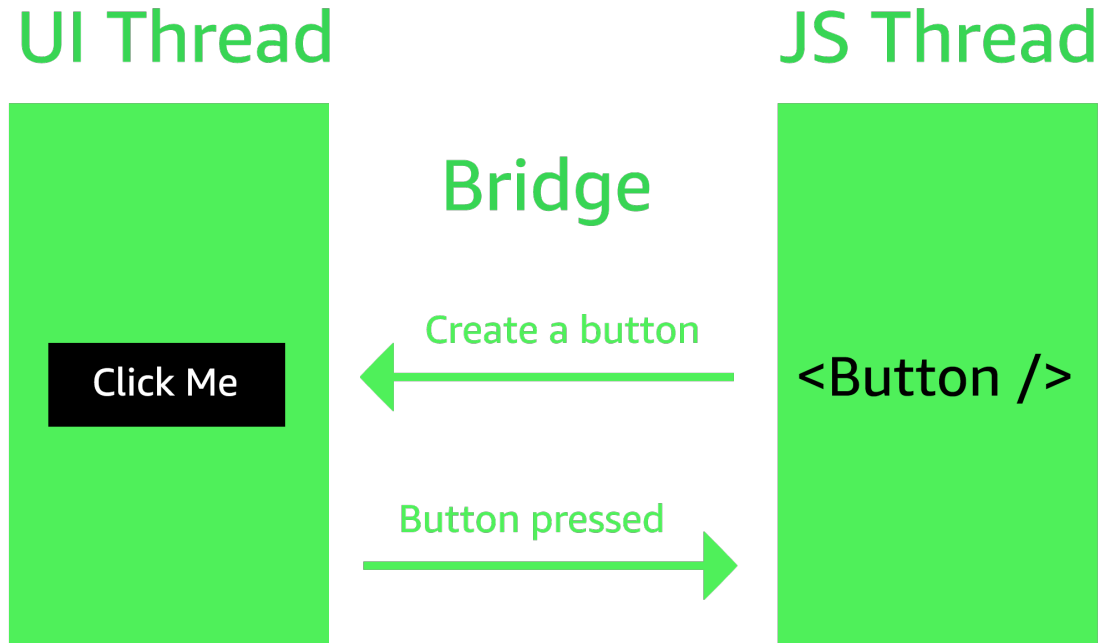 UI Thread
JS Thread
Bridge
Create a button
Click Me
<Button />
Button pressed